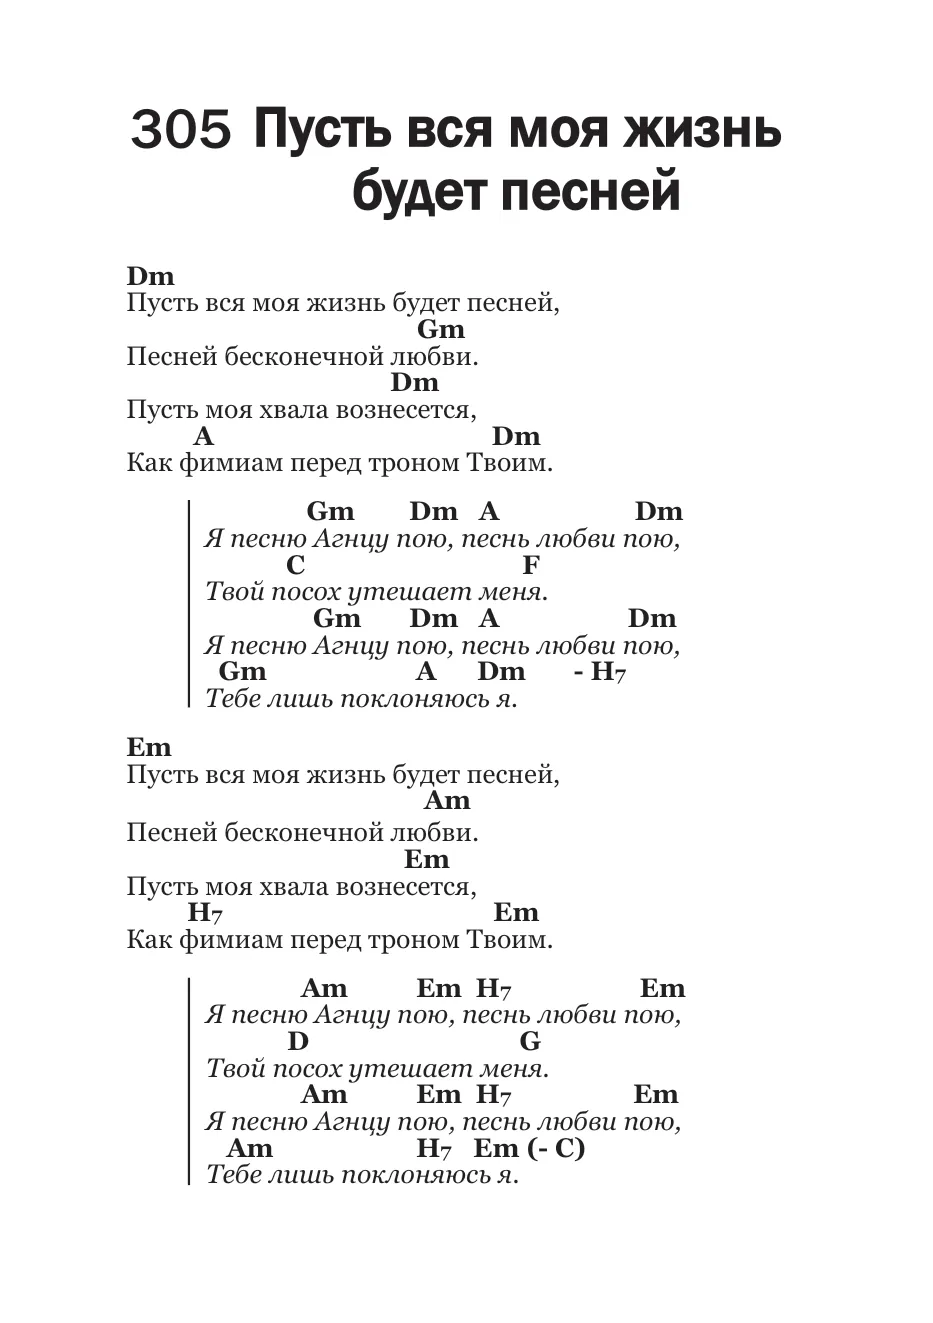 305 Пусть вся моя жизнь
будет песней
Dm
Пусть вся моя жизнь будет песней,
Gm
Песней бесконечной любви.
Dm
Пусть моя хвала вознесется,
A Dm
Как фимиам перед троном Твоим.
Gm Dm A Dm
Я песню Агнцу пою, песнь любви пою,
C F
Твой посох утешает меня.
Gm Dm A Dm
Я песню Агнцу пою, песнь любви пою,
Gm A Dm - H7
Тебе лишь поклоняюсь я.
Em
Пусть вся моя жизнь будет песней,
Am
Песней бесконечной любви.
Em
Пусть моя хвала вознесется,
H7 Em
Как фимиам перед троном Твоим.
Am Em H7 Em
Я песню Агнцу пою, песнь любви пою,
D G
Твой посох утешает меня.
Am Em H7 Em
Я песню Агнцу пою, песнь любви пою,
Am H7 Em (- C)
Тебе лишь поклоняюсь я.